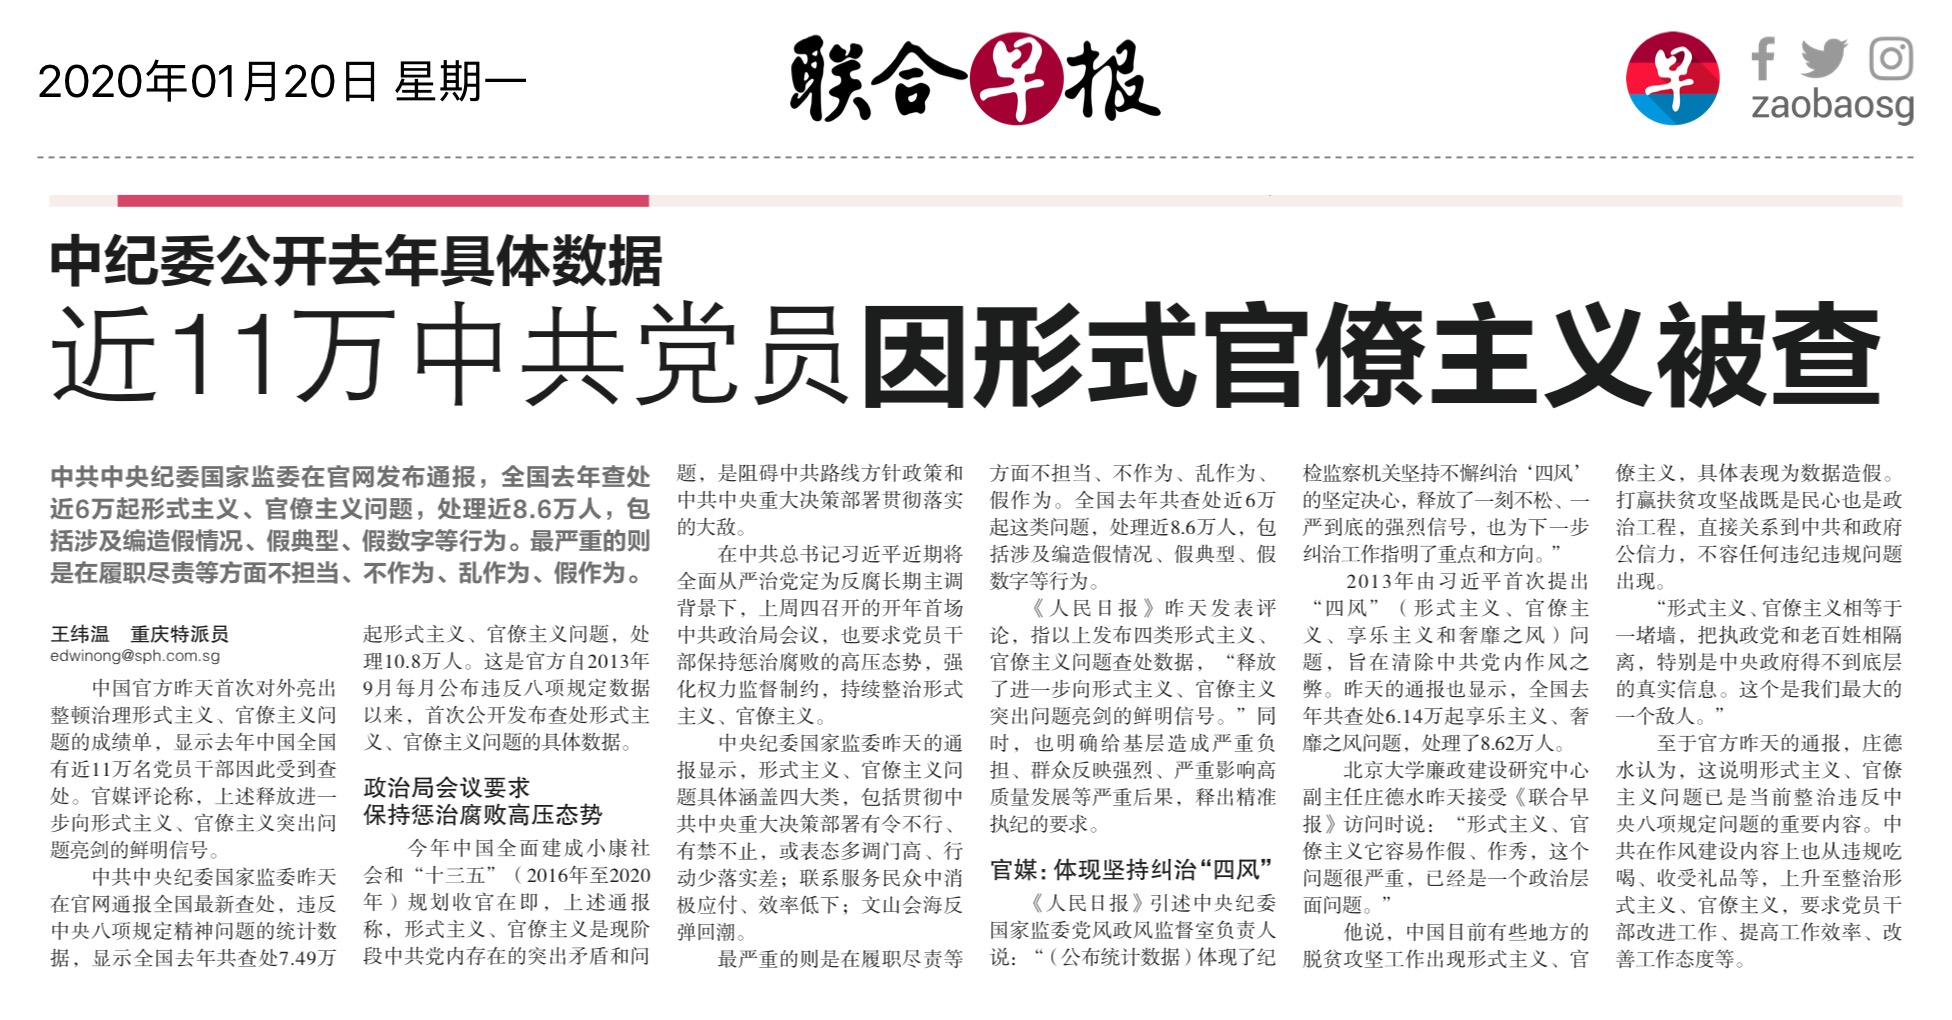 2020年01月20日 星期一
联合早报
早
zaobaosg
中纪委公开去年具体数据
近11万中共党员因形式官僚主义被查
中共中央纪委国家监委在官网发布通报，全国去年查处
近6万起形式主义、官僚主义问题，处理近8.6万人，包
括涉及编造假情况、假典型、假数字等行为。最严重的则
是在履职尽责等方面不担当、不作为、乱作为、假作为。
王纬温　重庆特派员
edwinong@sph.com.sg
中国官方昨天首次对外亮出
整顿治理形式主义、官僚主义问
题的成绩单，显示去年中国全国
有近11万名党员干部因此受到查
处。官媒评论称，上述释放进一
步向形式主义、官僚主义突出问
题亮剑的鲜明信号。
中共中央纪委国家监委昨天
在官网通报全国最新查处，违反
中央八项规定精神问题的统计数
据，显示全国去年共查处7.49万
起形式主义、官僚主义问题，处
理10.8万人。这是官方自2013年
9月每月公布违反八项规定数据
以来，首次公开发布查处形式主
义、官僚主义问题的具体数据。
政治局会议要求
保持惩治腐败高压态势
今年中国全面建成小康社
会和“十三五”（2016年至2020
年）规划收官在即，上述通报
称，形式主义、官僚主义是现阶
段中共党内存在的突出矛盾和问
题，是阻碍中共路线方针政策和
中共中央重大决策部署贯彻落实
的大敌。
在中共总书记习近平近期将
全面从严治党定为反腐长期主调
背景下，上周四召开的开年首场
中共政治局会议，也要求党员干
部保持惩治腐败的高压态势，强
化权力监督制约，持续整治形式
主义、官僚主义。
中央纪委国家监委昨天的通
报显示，形式主义、官僚主义问
题具体涵盖四大类，包括贯彻中
共中央重大决策部署有令不行、
有禁不止，或表态多调门高、行
动少落实差；联系服务民众中消
极应付、效率低下；文山会海反
弹回潮。
最严重的则是在履职尽责等
方面不担当、不作为、乱作为、
假作为。全国去年共查处近6万
起这类问题，处理近8.6万人，包
括涉及编造假情况、假典型、假
数字等行为。
《人民日报》昨天发表评
论，指以上发布四类形式主义、
官僚主义问题查处数据，“释放
了进一步向形式主义、官僚主义
突出问题亮剑的鲜明信号。”同
时，也明确给基层造成严重负
担、群众反映强烈、严重影响高
质量发展等严重后果，释出精准
执纪的要求。
官媒：体现坚持纠治“四风”
《人民日报》引述中央纪委
国家监委党风政风监督室负责人
说：“（公布统计数据）体现了纪
检监察机关坚持不懈纠治‘四风’
的坚定决心，释放了一刻不松、一
严到底的强烈信号，也为下一步
纠治工作指明了重点和方向。”
2013年由习近平首次提出
“四风”（形式主义、官僚主
义、享乐主义和奢靡之风）问
题，旨在清除中共党内作风之
弊。昨天的通报也显示，全国去
年共查处6.14万起享乐主义、奢
靡之风问题，处理了8.62万人。
北京大学廉政建设研究中心
副主任庄德水昨天接受《联合早
报》访问时说：“形式主义、官
僚主义它容易作假、作秀，这个
问题很严重，已经是一个政治层
面问题。”
他说，中国目前有些地方的
脱贫攻坚工作出现形式主义、官
僚主义，具体表现为数据造假。
打赢扶贫攻坚战既是民心也是政
治工程，直接关系到中共和政府
公信力，不容任何违纪违规问题
出现。
“形式主义、官僚主义相等于
一堵墙，把执政党和老百姓相隔
离，特别是中央政府得不到底层
的真实信息。这个是我们最大的
一个敌人。”
至于官方昨天的通报，庄德
水认为，这说明形式主义、官僚
主义问题已是当前整治违反中
央八项规定问题的重要内容。中
共在作风建设内容上也从违规吃
喝、收受礼品等，上升至整治形
式主义、官僚主义，要求党员干
部改进工作、提高工作效率、改
善工作态度等。